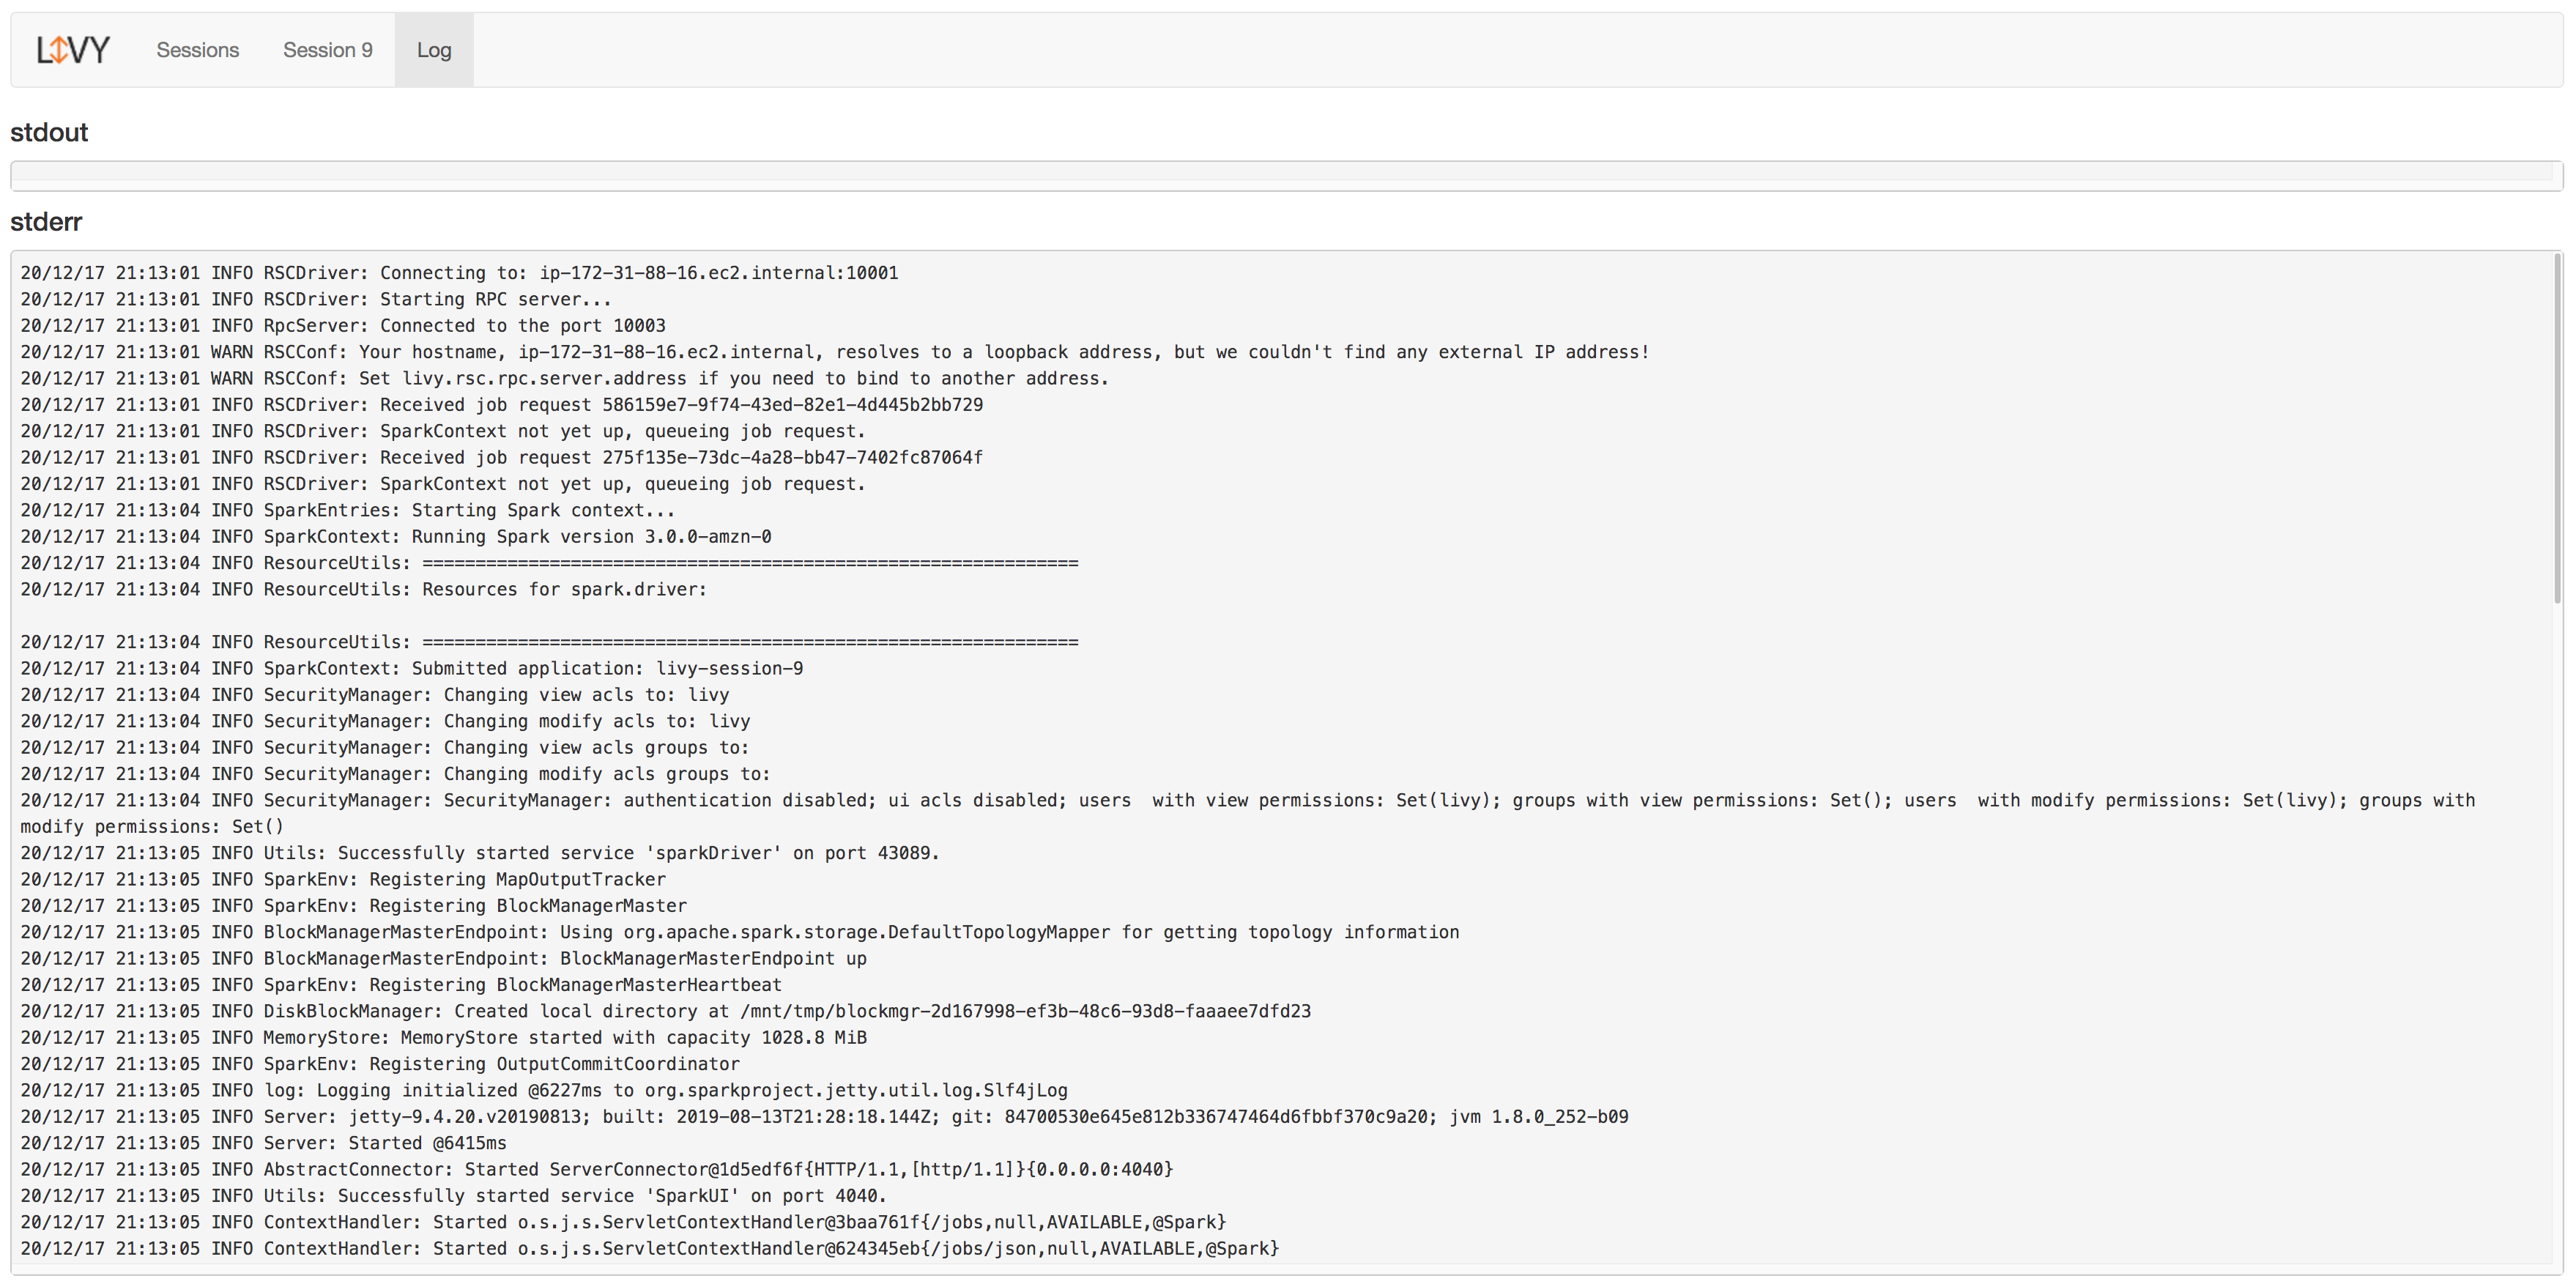 LIVY Sessions Session 9 Log
stdout
stderr
20/12/17 21:13:01 INFO RSCDriver: Connecting to: ip-172-31-88-16.ec2.internal:10001
20/12/17 21:13:01 INFO RSCDriver: Starting RPC server...
20/12/17 21:13:01 INFO RpcServer: Connected to the port 10003
20/12/17 21:13:01 WARN RSCConf: Your hostname, ip-172-31-88-16.ec2.internal, resolves to a loopback address, but we couldn't find any external IP address!
20/12/17 21:13:01 WARN RSCConf: Set livy.rsc.rpc.server.address if you need to bind to another address.
20/12/17 21:13:01 INFO RSCDriver: Received job request 586159e7-9f74-43ed-82e1-4d445b2bb729
20/12/17 21:13:01 INFO RSCDriver: SparkContext not yet up, queueing job request.
20/12/17 21:13:01 INFO RSCDriver: Received job request 275f135e-73dc-4a28-bb47-7402fc87064f
20/12/17 21:13:01 INFO RSCDriver: SparkContext not yet up, queueing job request.
20/12/17 21:13:04 INFO SparkEntries: Starting Spark context...
20/12/17 21:13:04 INFO SparkContext: Running Spark version 3.0.0-amzn-0
20/12/17 21:13:04 INFO ResourceUtils: ==============================================================
20/12/17 21:13:04 INFO ResourceUtils: Resources for spark.driver:
20/12/17 21:13:04 INFO ResourceUtils: ==============================================================
20/12/17 21:13:04 INFO SparkContext: Submitted application: livy-session-9
20/12/17 21:13:04 INFO SecurityManager: Changing view acls to: livy
20/12/17 21:13:04 INFO SecurityManager: Changing modify acls to: livy
20/12/17 21:13:04 INFO SecurityManager: Changing view acls groups to:
20/12/17 21:13:04 INFO SecurityManager: Changing modify acls groups to:
20/12/17 21:13:04 INFO SecurityManager: SecurityManager: authentication disabled; ui acls disabled; users  with view permissions: Set(livy); groups with view permissions: Set(); users  with modify permissions: Set(livy); groups with
modify permissions: Set()
20/12/17 21:13:05 INFO Utils: Successfully started service 'sparkDriver' on port 43089.
20/12/17 21:13:05 INFO SparkEnv: Registering MapOutputTracker
20/12/17 21:13:05 INFO SparkEnv: Registering BlockManagerMaster
20/12/17 21:13:05 INFO BlockManagerMasterEndpoint: Using org.apache.spark.storage.DefaultTopologyMapper for getting topology information
20/12/17 21:13:05 INFO BlockManagerMasterEndpoint: BlockManagerMasterEndpoint up
20/12/17 21:13:05 INFO SparkEnv: Registering BlockManagerMasterHeartbeat
20/12/17 21:13:05 INFO DiskBlockManager: Created local directory at /mnt/tmp/blockmgr-2d167998-ef3b-48c6-93d8-faaaee7dfd23
20/12/17 21:13:05 INFO MemoryStore: MemoryStore started with capacity 1028.8 MiB
20/12/17 21:13:05 INFO SparkEnv: Registering OutputCommitCoordinator
20/12/17 21:13:05 INFO log: Logging initialized @6227ms to org.sparkproject.jetty.util.log.Slf4jLog
20/12/17 21:13:05 INFO Server: jetty-9.4.20.v20190813; built: 2019-08-13T21:28:18.144Z; git: 84700530e645e812b336747464d6fbbf370c9a20; jvm 1.8.0_252-b09
20/12/17 21:13:05 INFO Server: Started @6415ms
20/12/17 21:13:05 INFO AbstractConnector: Started ServerConnector@1d5edf6f{HTTP/1.1,[http/1.1]}{0.0.0.0:4040}
20/12/17 21:13:05 INFO Utils: Successfully started service 'SparkUI' on port 4040.
20/12/17 21:13:05 INFO ContextHandler: Started o.s.j.s.ServletContextHandler@3baa761f{/jobs,null,AVAILABLE,@Spark}
20/12/17 21:13:05 INFO ContextHandler: Started o.s.j.s.ServletContextHandler@624345eb{/jobs/json,null,AVAILABLE,@Spark}